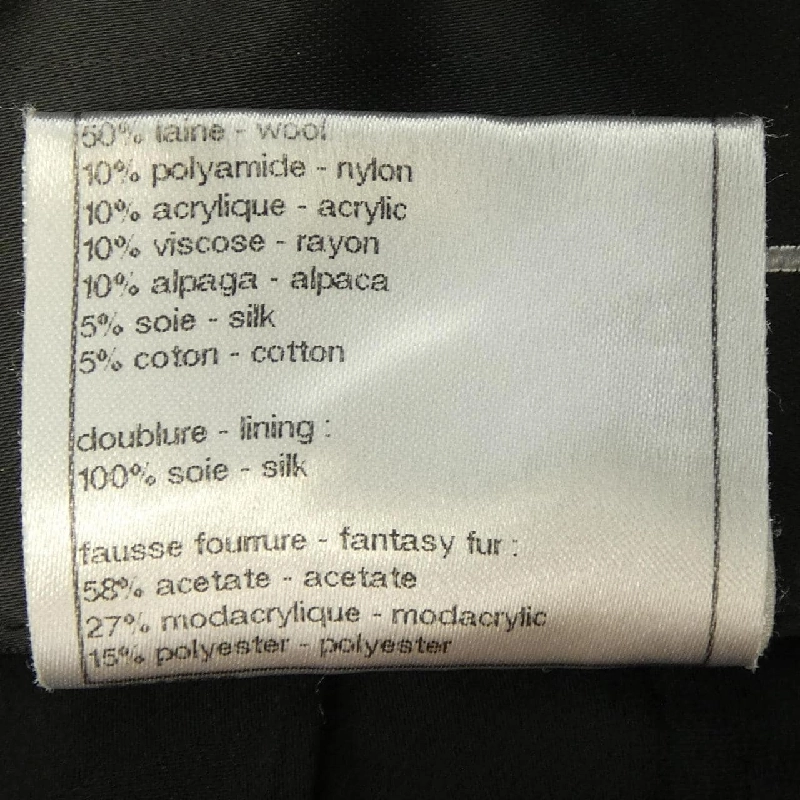 50% laine - wool
10% polyamide - nylon
10% acrylique - acrylic
10% viscose - rayon
10% alpaga - alpaca
5% soie - silk
5% coton - cotton
doublure - lining :
100% soie - silk
fausse fourrure - fantasy fur :
58% acetate - acetate
27% modacrylique - modacrylic
15% polyester - polyester